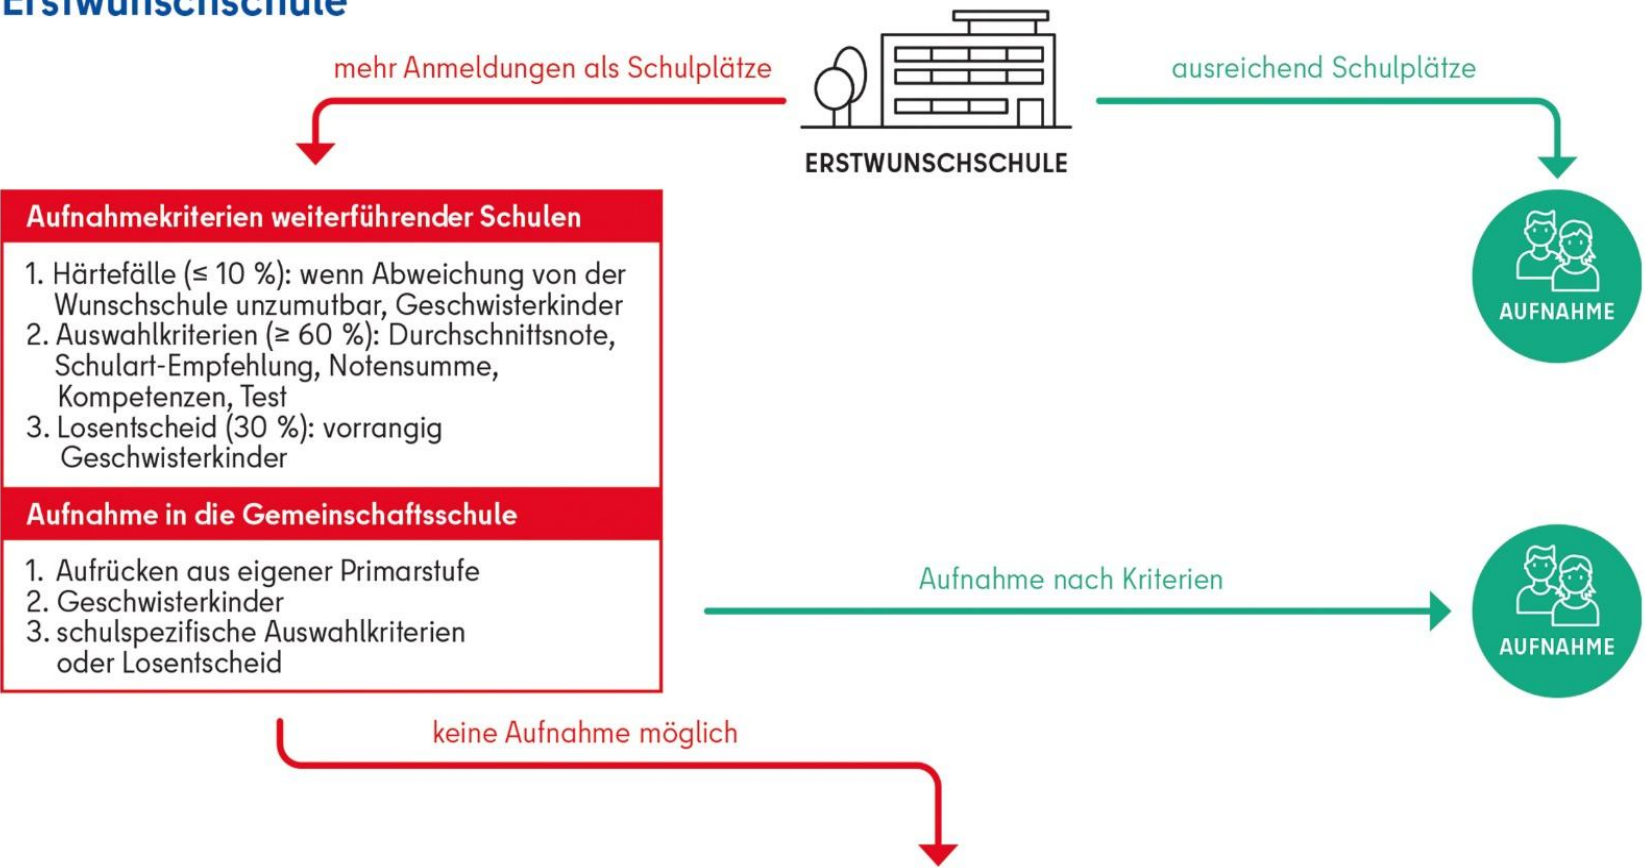 Erstwunschschule
mehr Anmeldungen als Schulplätze
ausreichend Schulplätze
ERSTWUNSCHSCHULE
AUFNAHME
Aufnahmekriterien weiterführender Schulen
1. Härtefälle (≤ 10 %): wenn Abweichung von der
Wunschschule unzumutbar, Geschwisterkinder
2. Auswahlkriterien (≥ 60 %): Durchschnittsnote,
Schulart-Empfehlung, Notensumme,
Kompetenzen, Test
3. Losentscheid (30 %): vorrangig
Geschwisterkinder
Aufnahme in die Gemeinschaftsschule
1. Aufrücken aus eigener Primarstufe
2. Geschwisterkinder
3. schulspezifische Auswahlkriterien
oder Losentscheid
Aufnahme nach Kriterien
AUFNAHME
keine Aufnahme möglich